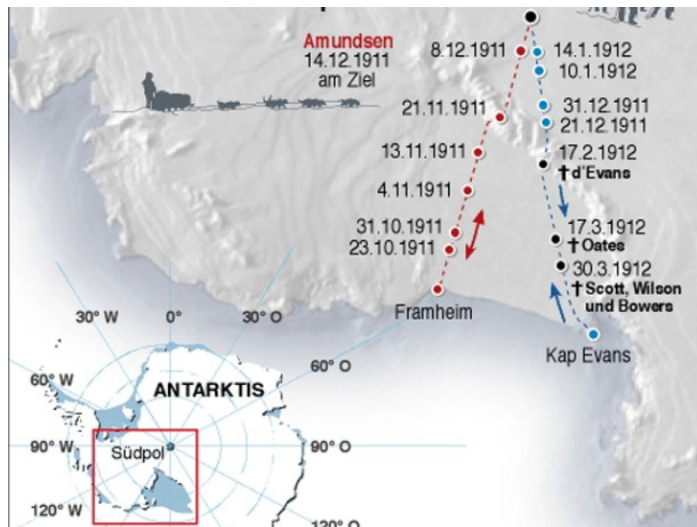 Amundsen
14.12.1911
am Ziel
8.12.1911
21.11.1911
13.11.1911
4.11.1911
31.10.1911
23.10.1911
Framheim
14.1.1912
10.1.1912
31.12.1911
21.12.1911
17.2.1912
✝d'Evans
17.3.1912
✝Oates
30.3.1912
✝Scott, Wilson
und Bowers
Kap Evans
30° W
0°
30° O
60° W
ANTARKTIS
60° O
90° W
Südpol
90° O
120° W
120° O